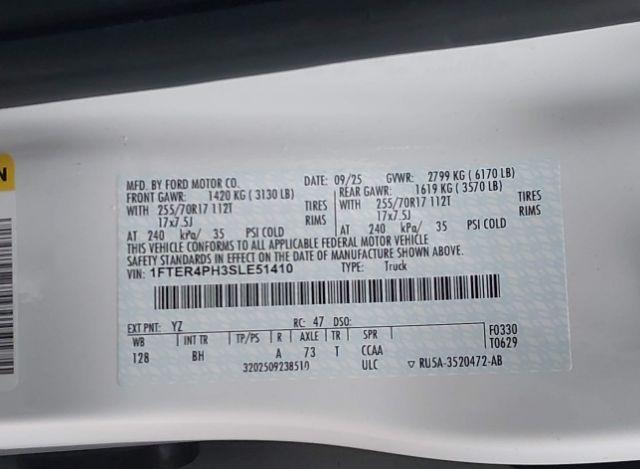 N
MFD. BY FORD MOTOR CO. DATE: 09/25 GVWR: 2799 KG ( 6170 LB)
FRONT GAWR: 1420 KG ( 3130 LB) REAR GAWR: 1619 KG ( 3570 LB)
WITH 255/70R17 112T TIRES WITH 255/70R17 112T TIRES
17x7.5J RIMS 17x7.5J RIMS
AT 240 kPa/ 35 PSI COLD AT 240 kPa/ 35 PSI COLD
THIS VEHICLE CONFORMS TO ALL APPLICABLE FEDERAL MOTOR VEHICLE
SAFETY STANDARDS IN EFFECT ON THE DATE OF MANUFACTURE SHOWN ABOVE.
VIN: 1FTER4PH3SLE51410 TYPE: Truck
EXT PNT: YZ RC: 47 DSO: F0330
WB INT TR TP/PS R AXLE TR SPR T0629
128 BH A 73 T CCAA
3202509238510 ULC ▽ RU5A-3520472-AB